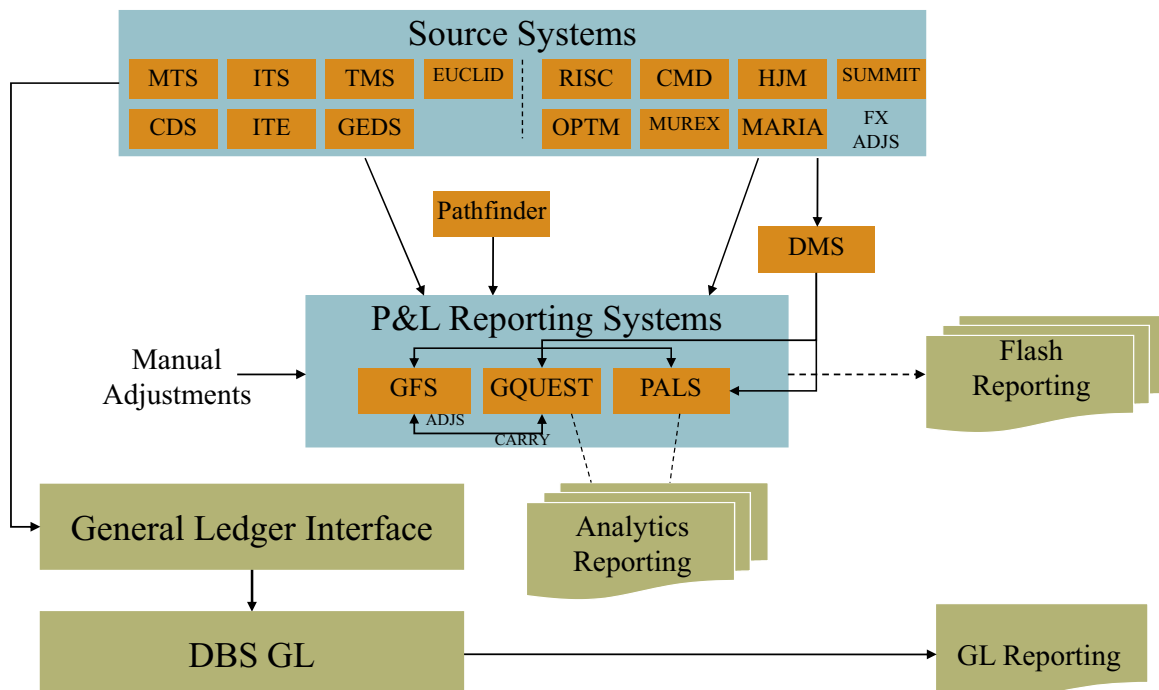 Source Systems
MTS
ITS
TMS
EUCLID
RISC
CMD
HJM
SUMMIT
CDS
ITE
GEDS
OPTM
MUREX
MARIA
FX
ADJS
Pathfinder
DMS
P&L Reporting Systems
Manual
Adjustments
GFS
GQUEST
PALS
ADJS
CARRY
Flash
Reporting
General Ledger Interface
Analytics
Reporting
DBS GL
GL Reporting